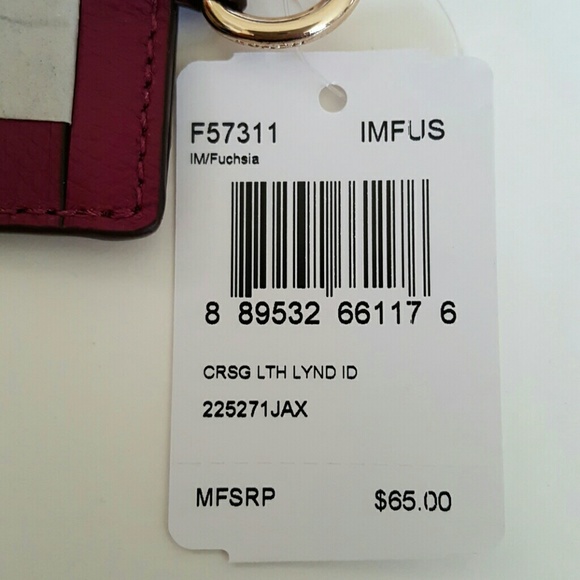 F57311 IMFUS
IM/Fuchsia
8 89532 66117 6
CRSG LTH LYND ID
225271JAX
MFSRP $65.00